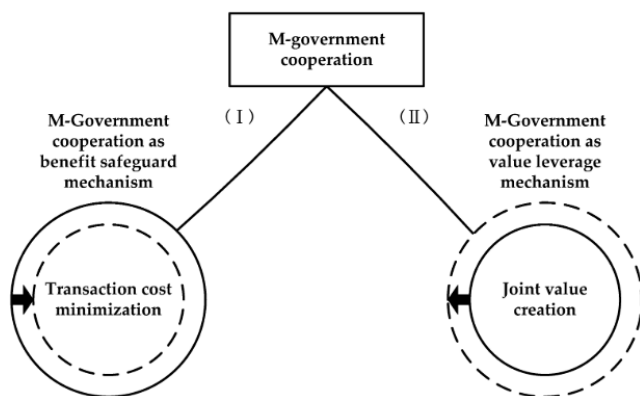 M-government
cooperation
(Ⅰ)
(Ⅱ)
M-Government
cooperation as
benefit safeguard
mechanism
M-Government
cooperation as
value leverage
mechanism
Transaction cost
minimization
Joint value
creation